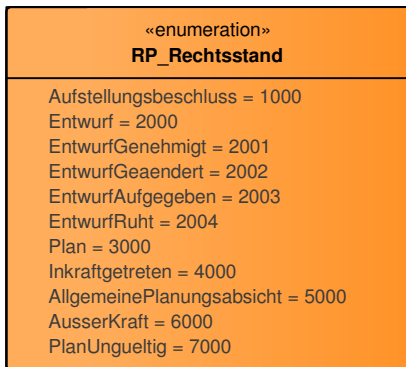 «enumeration»
RP_Rechtsstand
Aufstellungsbeschluss = 1000
Entwurf = 2000
EntwurfGenehmigt = 2001
EntwurfGeaendert = 2002
EntwurfAufgegeben = 2003
EntwurfRuht = 2004
Plan = 3000
Inkraftgetreten = 4000
AllgemeinePlanungsabsicht = 5000
AusserKraft = 6000
PlanUngueltig = 7000